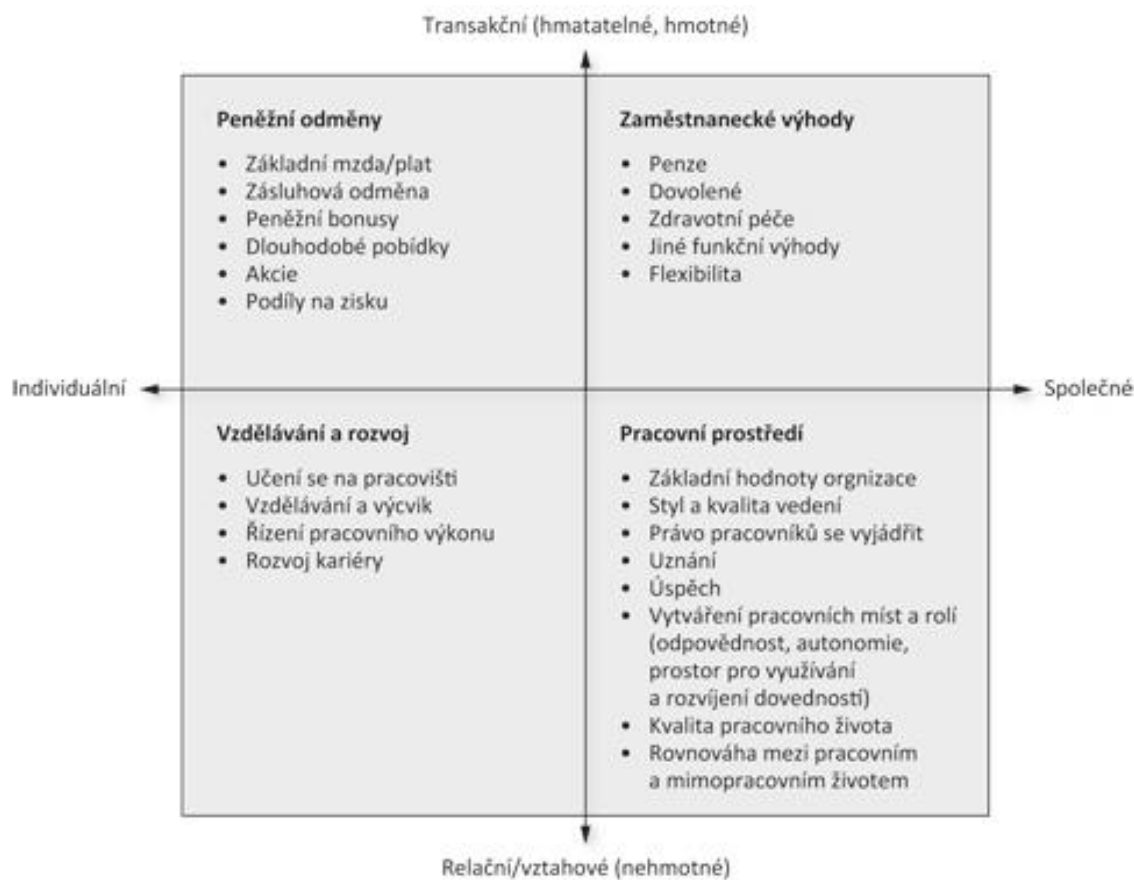 Transakční (hmatatelné, hmotné)
Peněžní odměny
• Základní mzda/plat
• Zásluhová odměna
• Peněžní bonusy
• Dlouhodobé pobídky
• Akcie
• Podíly na zisku
Zaměstnanecké výhody
• Penze
• Dovolené
• Zdravotní péče
• Jiné funkční výhody
• Flexibilita
Individuální
Společné
Vzdělávání a rozvoj
• Učení se na pracovišti
• Vzdělávání a výcvik
• Řízení pracovního výkonu
• Rozvoj kariéry
Pracovní prostředí
• Základní hodnoty orgnizace
• Styl a kvalita vedení
• Právo pracovníků se vyjádřit
• Uznání
• Úspěch
• Vytváření pracovních míst a rolí
(odpovědnost, autonomie,
prostor pro využívání
a rozvíjení dovedností)
• Kvalita pracovního života
• Rovnováha mezi pracovním
a mimopracovním životem
Relační/vztahové (nehmotné)